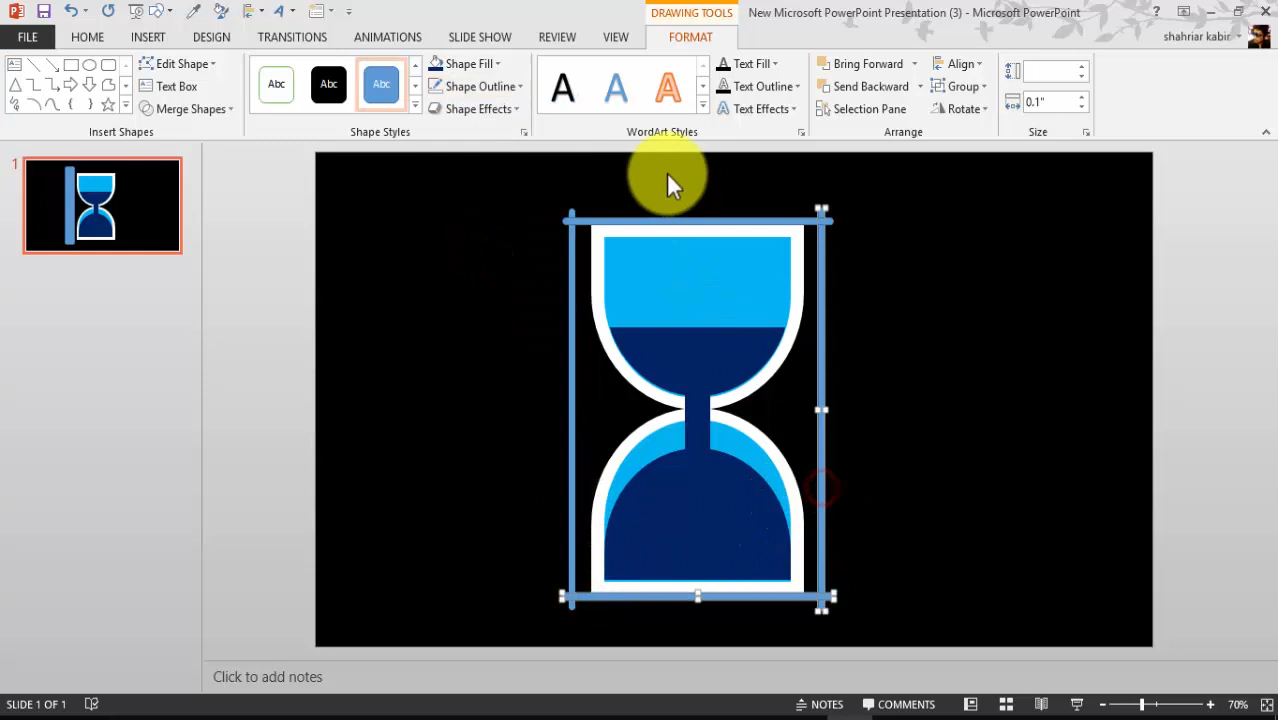 DRAWING TOOLS
New Microsoft PowerPoint Presentation (3) - Microsoft PowerPoint
FILE HOME INSERT DESIGN TRANSITIONS ANIMATIONS SLIDE SHOW REVIEW VIEW FORMAT shahriar kabir
Edit Shape
Text Box
Merge Shapes
Insert Shapes
Abc Abc Abc
Shape Fill
Shape Outline
Shape Effects
Shape Styles
A A A
Text Fill
Text Outline
Text Effects
WordArt Styles
Bring Forward
Send Backward
Selection Pane
Align
Group
Rotate
Arrange
0.1"
Size
1
Click to add notes
SLIDE 1 OF 1
NOTES COMMENTS 70%